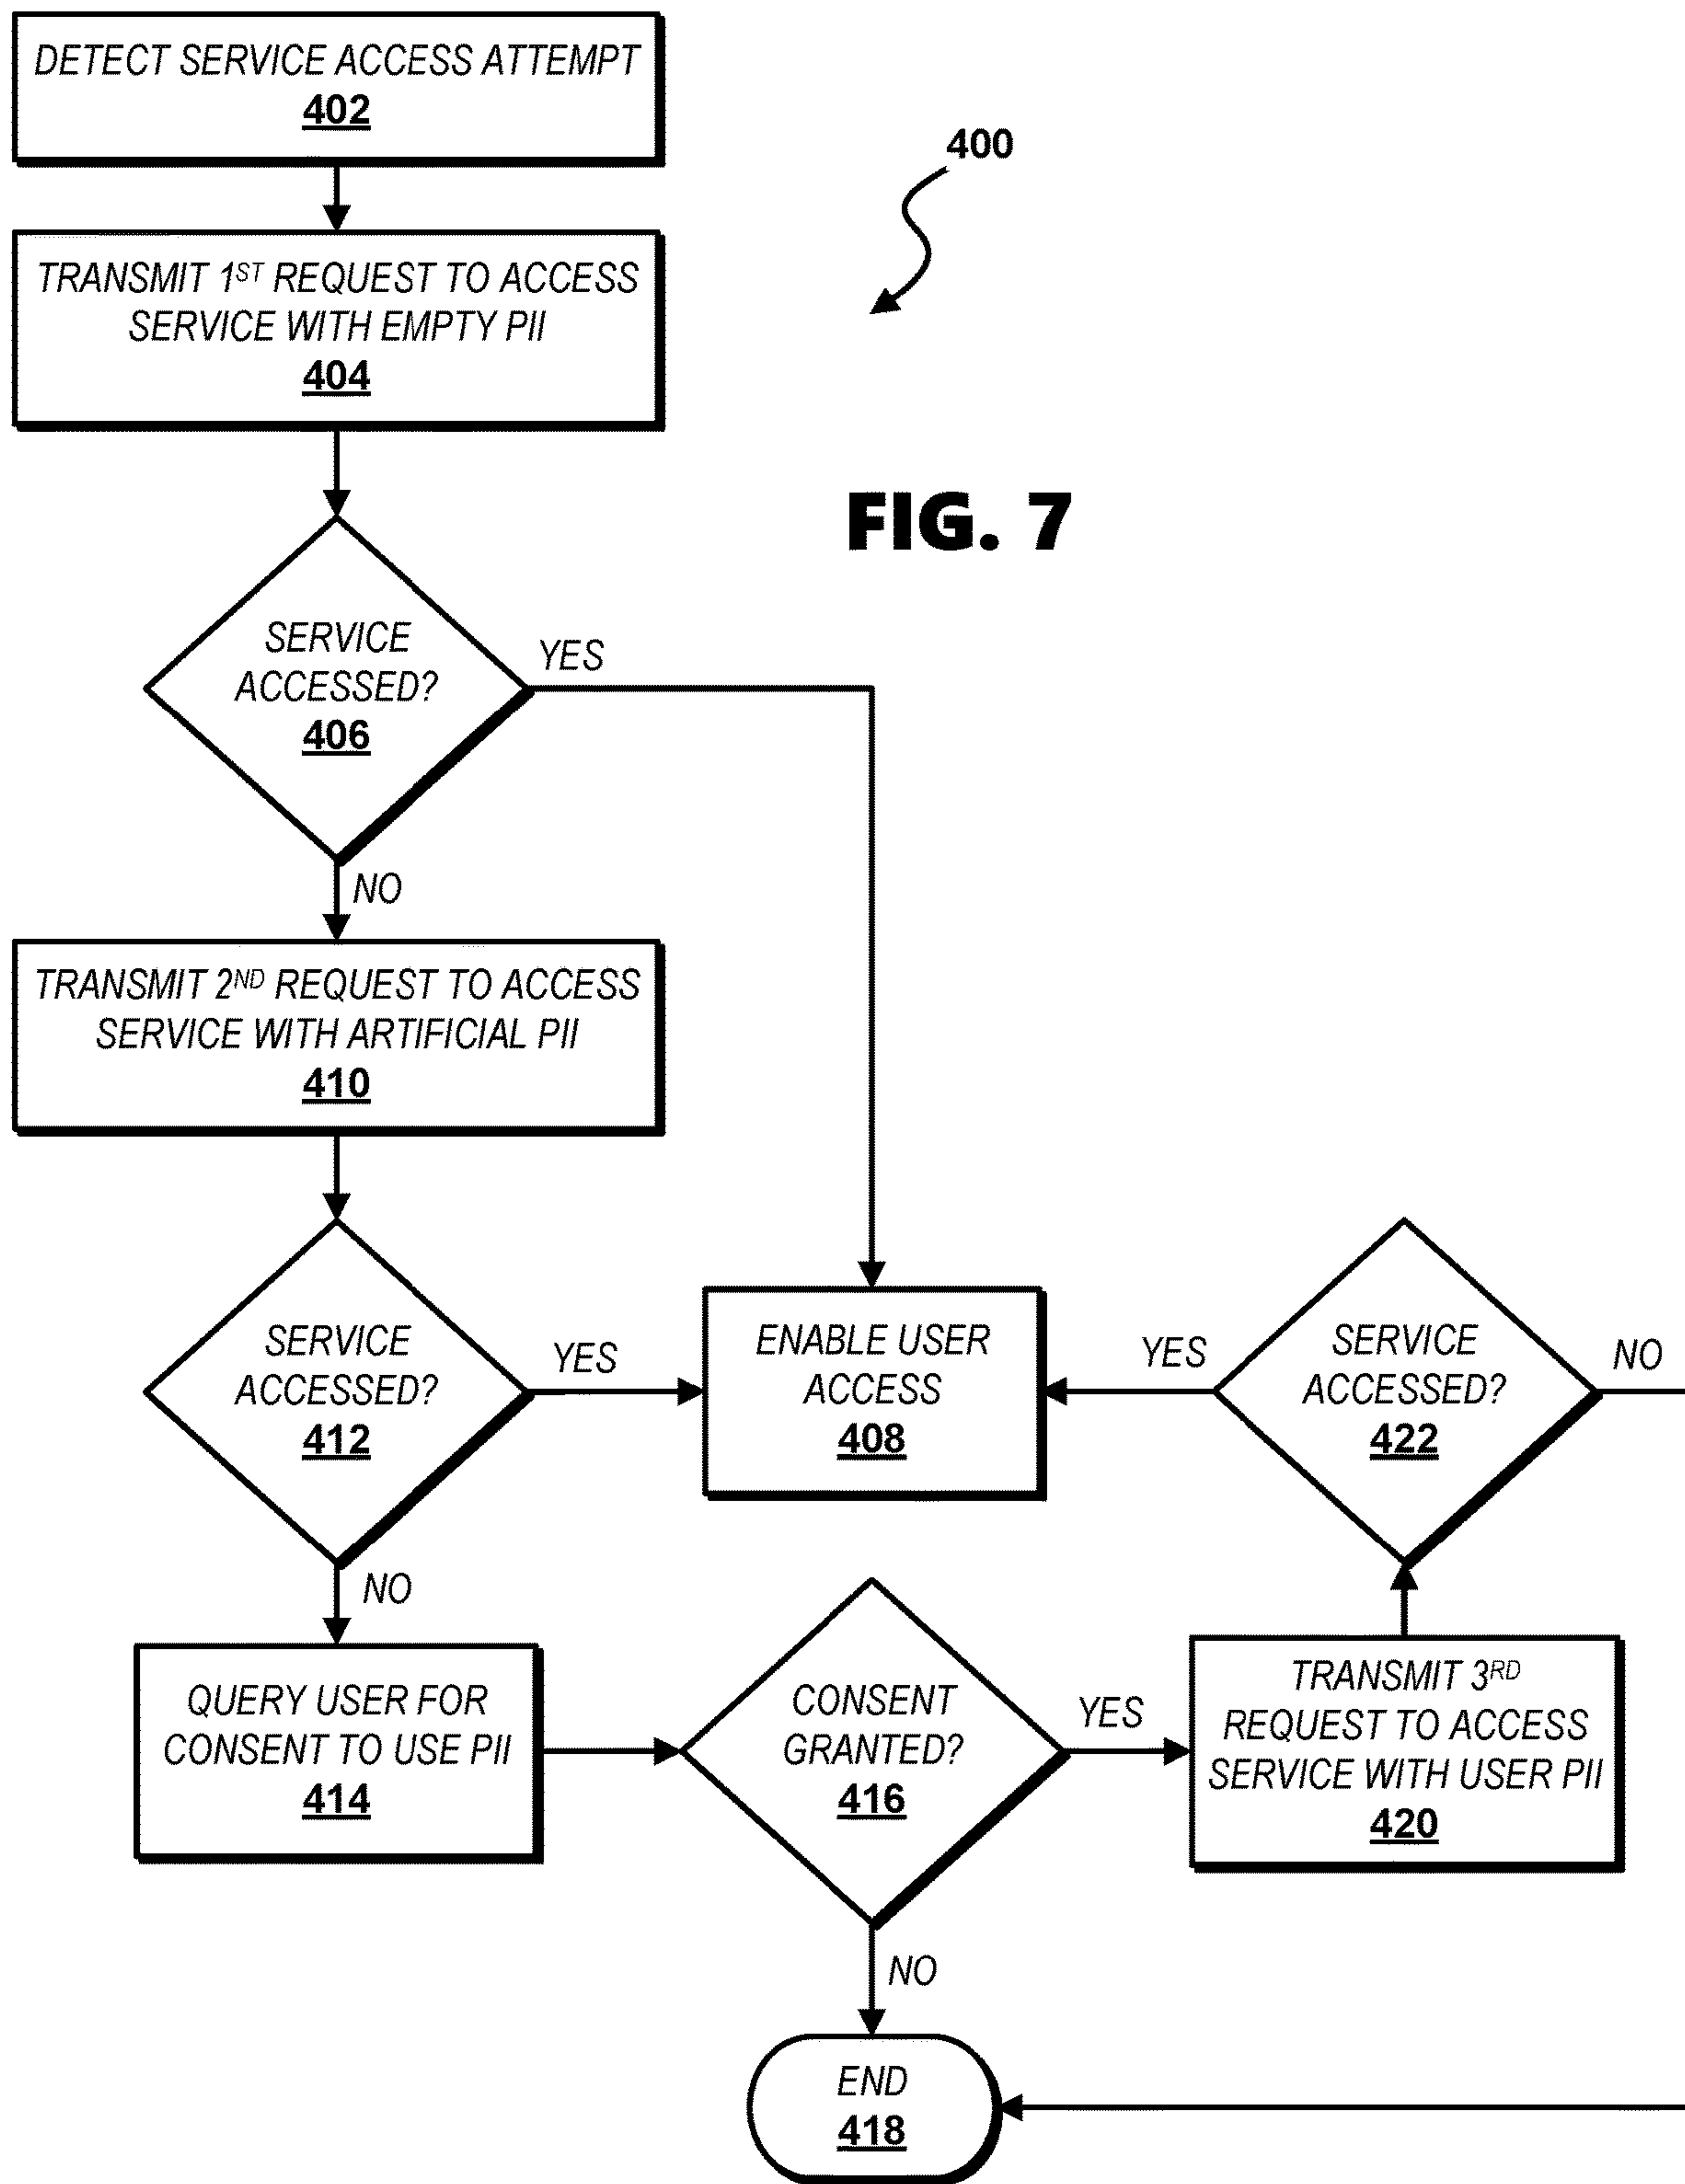 DETECT SERVICE ACCESS ATTEMPT
402
400
TRANSMIT 1ST REQUEST TO ACCESS
SERVICE WITH EMPTY PII
404
FIG. 7
SERVICE
ACCESSED?
406
YES
NO
TRANSMIT 2ND REQUEST TO ACCESS
SERVICE WITH ARTIFICIAL PII
410
SERVICE
ACCESSED?
412
YES
NO
ENABLE USER
ACCESS
408
YES
SERVICE
ACCESSED?
422
NO
QUERY USER FOR
CONSENT TO USE PII
414
CONSENT
GRANTED?
416
YES
NO
TRANSMIT 3RD
REQUEST TO ACCESS
SERVICE WITH USER PII
420
END
418